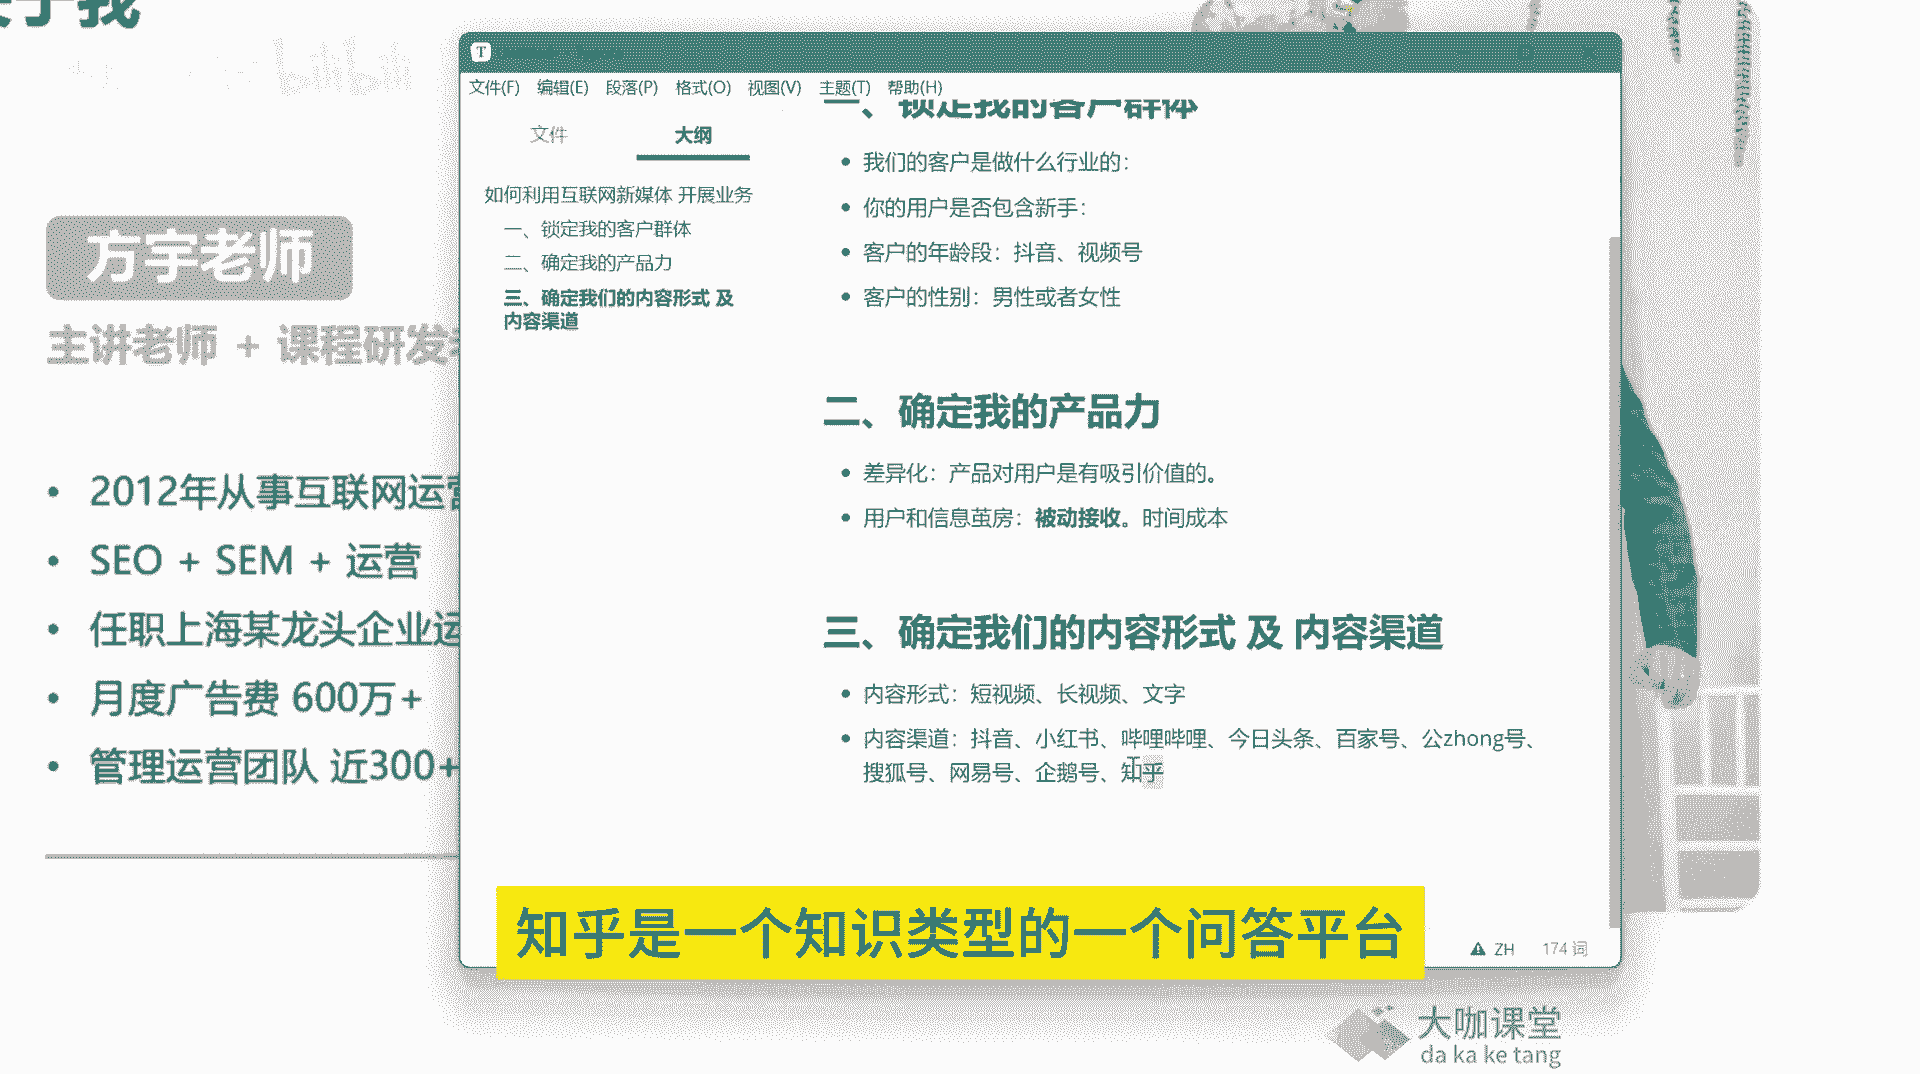 于我
bilibili
方宇老师
主讲老师 + 课程研发
2012年从事互联网运营
SEO + SEM + 运营
任职上海某龙头企业运
月度广告费 600万+
管理运营团队 近300+
T
文件(F) 编辑(E) 段落(P) 格式(O) 视图(V) 主题(T) 帮助(H)
文件 大纲
如何利用互联网新媒体 开展业务
一、锁定我的客户群体
二、确定我的产品力
三、确定我们的内容形式 及
内容渠道
一、锁定我的客户群体
我们的客户是做什么行业的：
你的用户是否包含新手：
客户的年龄段：抖音、视频号
客户的性别：男性或者女性
二、确定我的产品力
差异化：产品对用户是有吸引价值的。
用户和信息茧房：被动接收。时间成本
三、确定我们的内容形式 及 内容渠道
内容形式：短视频、长视频、文字
内容渠道：抖音、小红书、哔哩哔哩、今日头条、百家号、公zhong号、
搜狐号、网易号、企鹅号、知乎
知乎是一个知识类型的一个问答平台
ZH 174 词
大咖课堂
da ka ke tang